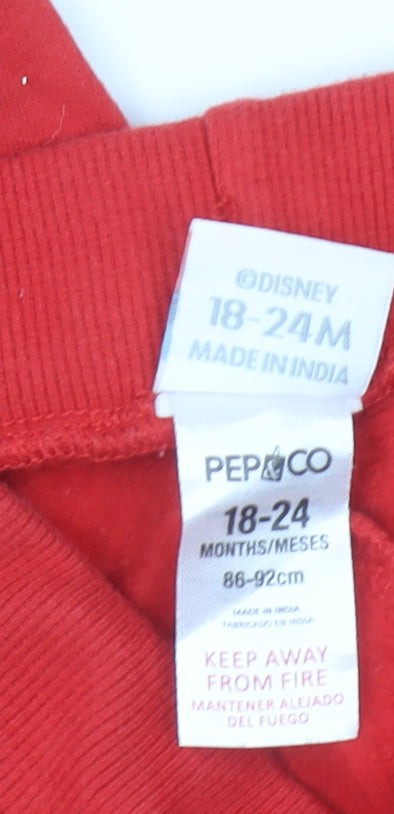 ©DISNEY
18-24M
MADE IN INDIA
PEP&CO
18-24
MONTHS/MESES
86-92cm
MADE IN INDIA
FABRICADO EN INDIA
KEEP AWAY
FROM FIRE
MANTENER ALEJADO
DEL FUEGO